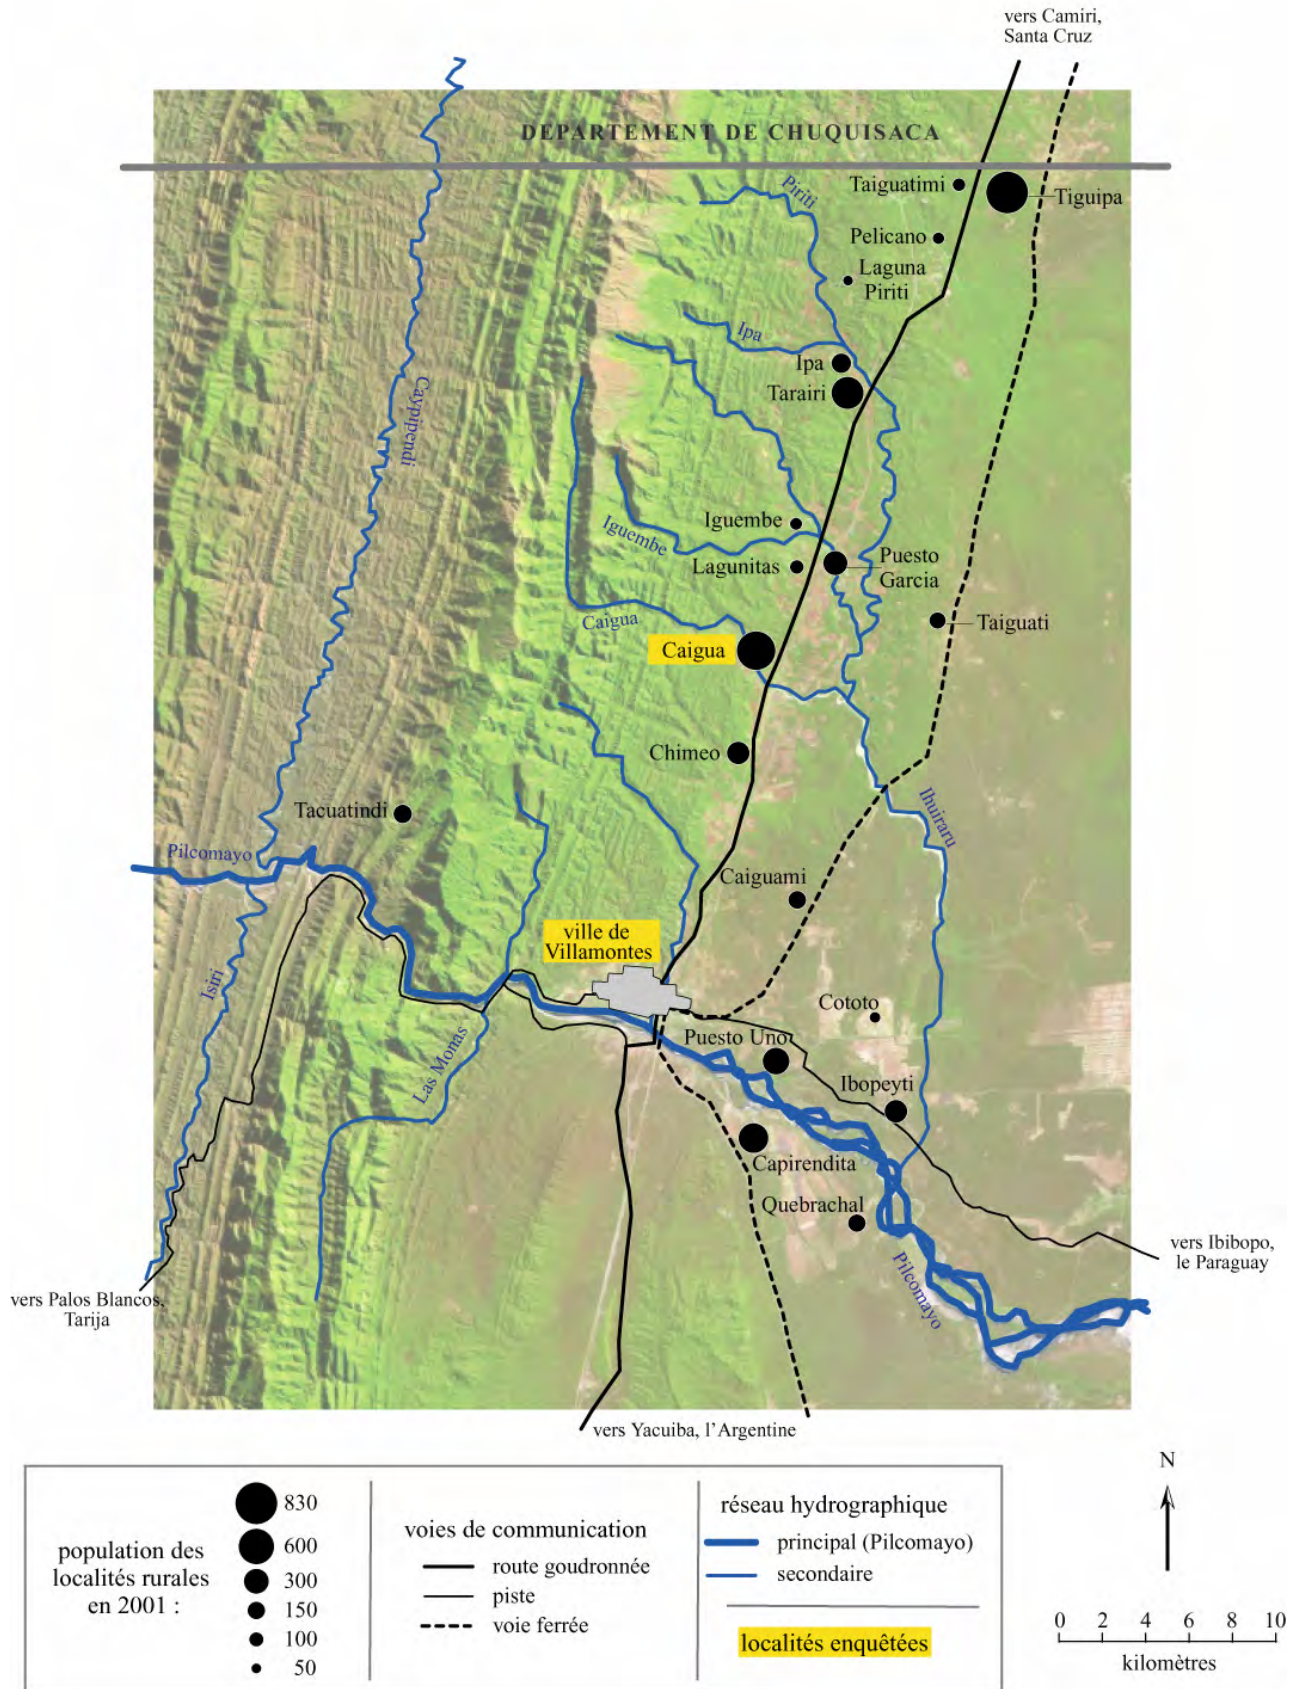 vers Camiri,
Santa Cruz
DEPARTEMENT DE CHUQUISACA
Piriti
Taiguatimi
Tiguipa
Pelicano
Laguna
Piriti
Ipa
Ipa
Tarairi
Caypipendi
Iguembe
Iguembe
Lagunitas
Puesto
Garcia
Caigua
Caigua
Taiguati
Chimeo
Tacuatindi
Ihuiraru
Pilcomayo
Caiguami
ville de
Villamontes
Isiri
Cototo
Las Monas
Puesto Uno
Ibopeyti
Capirendita
Quebrachal
Pilcomayo
vers Ibibopo,
le Paraguay
vers Palos Blancos,
Tarija
vers Yacuiba, l'Argentine
population des
localités rurales
en 2001 :
830
600
300
150
100
50
voies de communication
route goudronnée
piste
voie ferrée
réseau hydrographique
principal (Pilcomayo)
secondaire
localités enquêtées
N
0 2 4 6 8 10
kilomètres